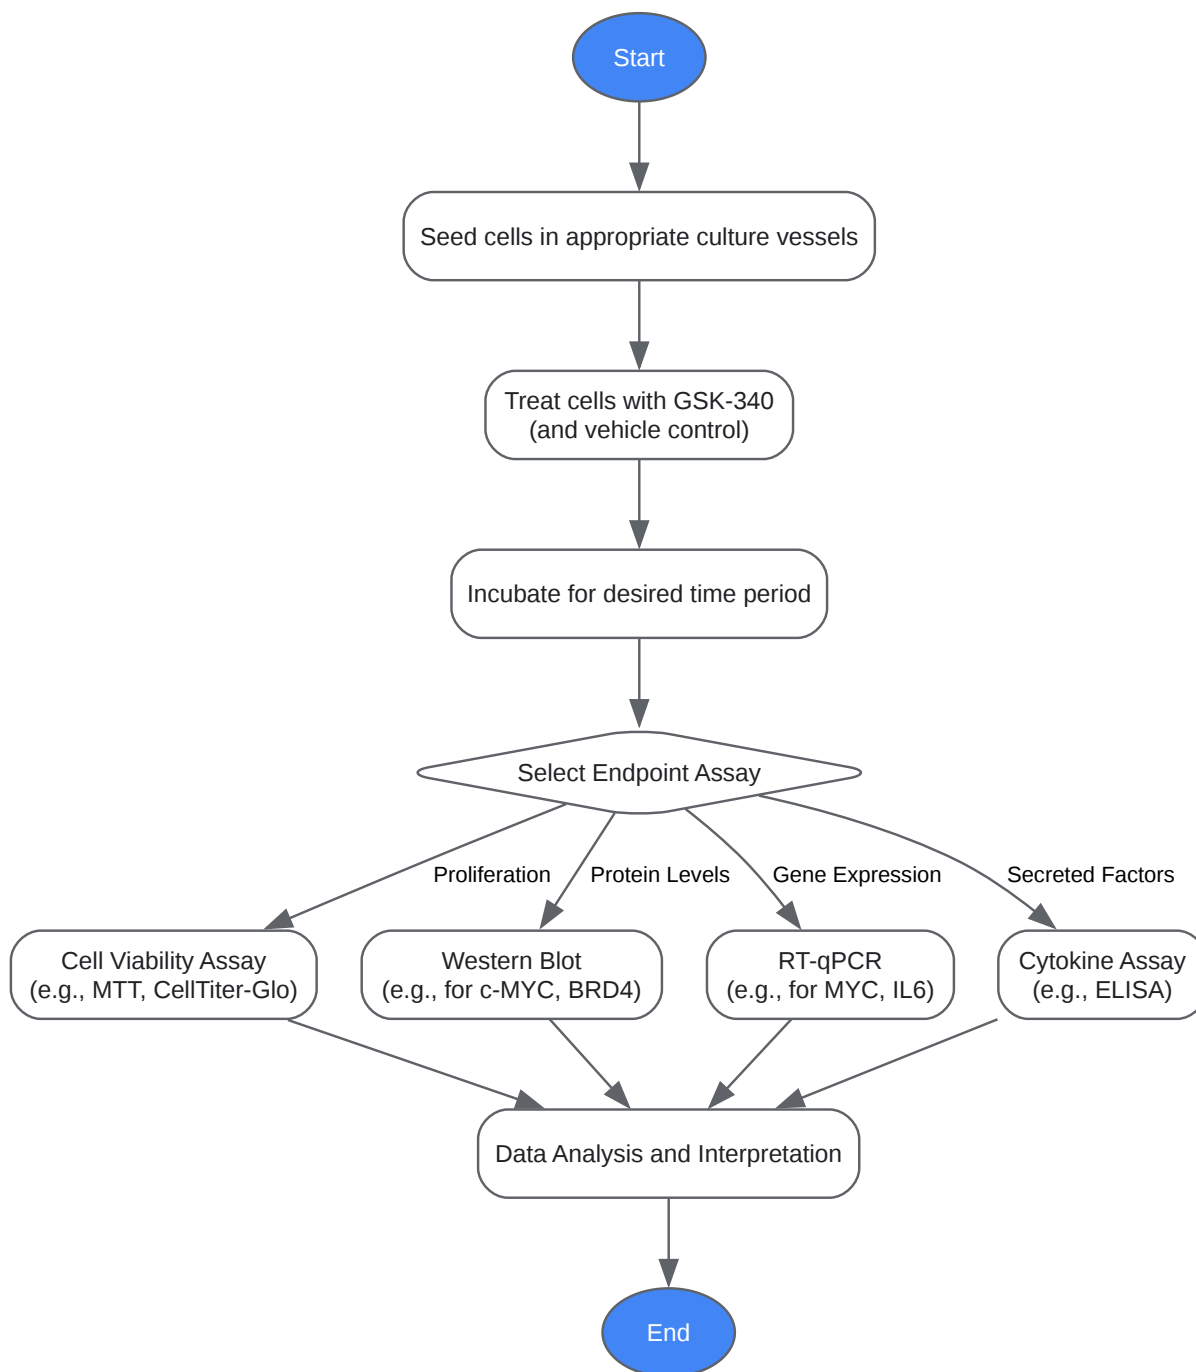 Start
Seed cells in appropriate culture vessels
Treat cells with GSK-340
(and vehicle control)
Incubate for desired time period
Select Endpoint Assay
Proliferation
Protein Levels
Gene Expression
Secreted Factors
Cell Viability Assay
(e.g., MTT, CellTiter-Glo)
Western Blot
(e.g., for c-MYC, BRD4)
RT-qPCR
(e.g., for MYC, IL6)
Cytokine Assay
(e.g., ELISA)
Data Analysis and Interpretation
End